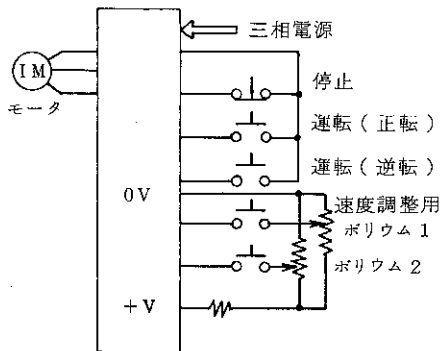 三相電源
IM
モータ
停止
運転(正転)
運転(逆転)
0V
速度調整用
ボリウム1
ボリウム2
+V